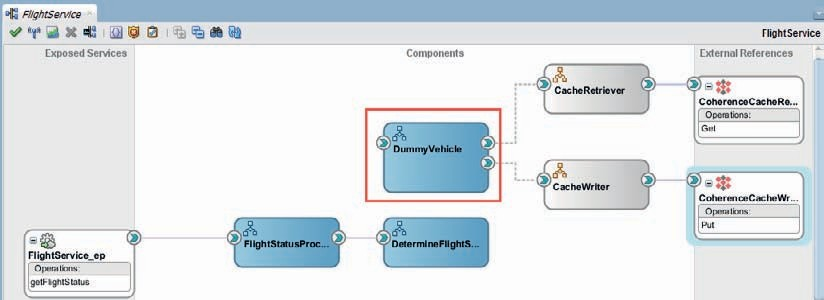 FlightService
FlightService
Exposed Services
Components
External References
CacheRetriever
CoherenceCacheRe...
Operations:
Get
DummyVehicle
CacheWriter
CoherenceCacheWr...
Operations:
Put
FlightService_ep
Operations:
getFlightStatus
FlightStatusProc...
DetermineFlightS...